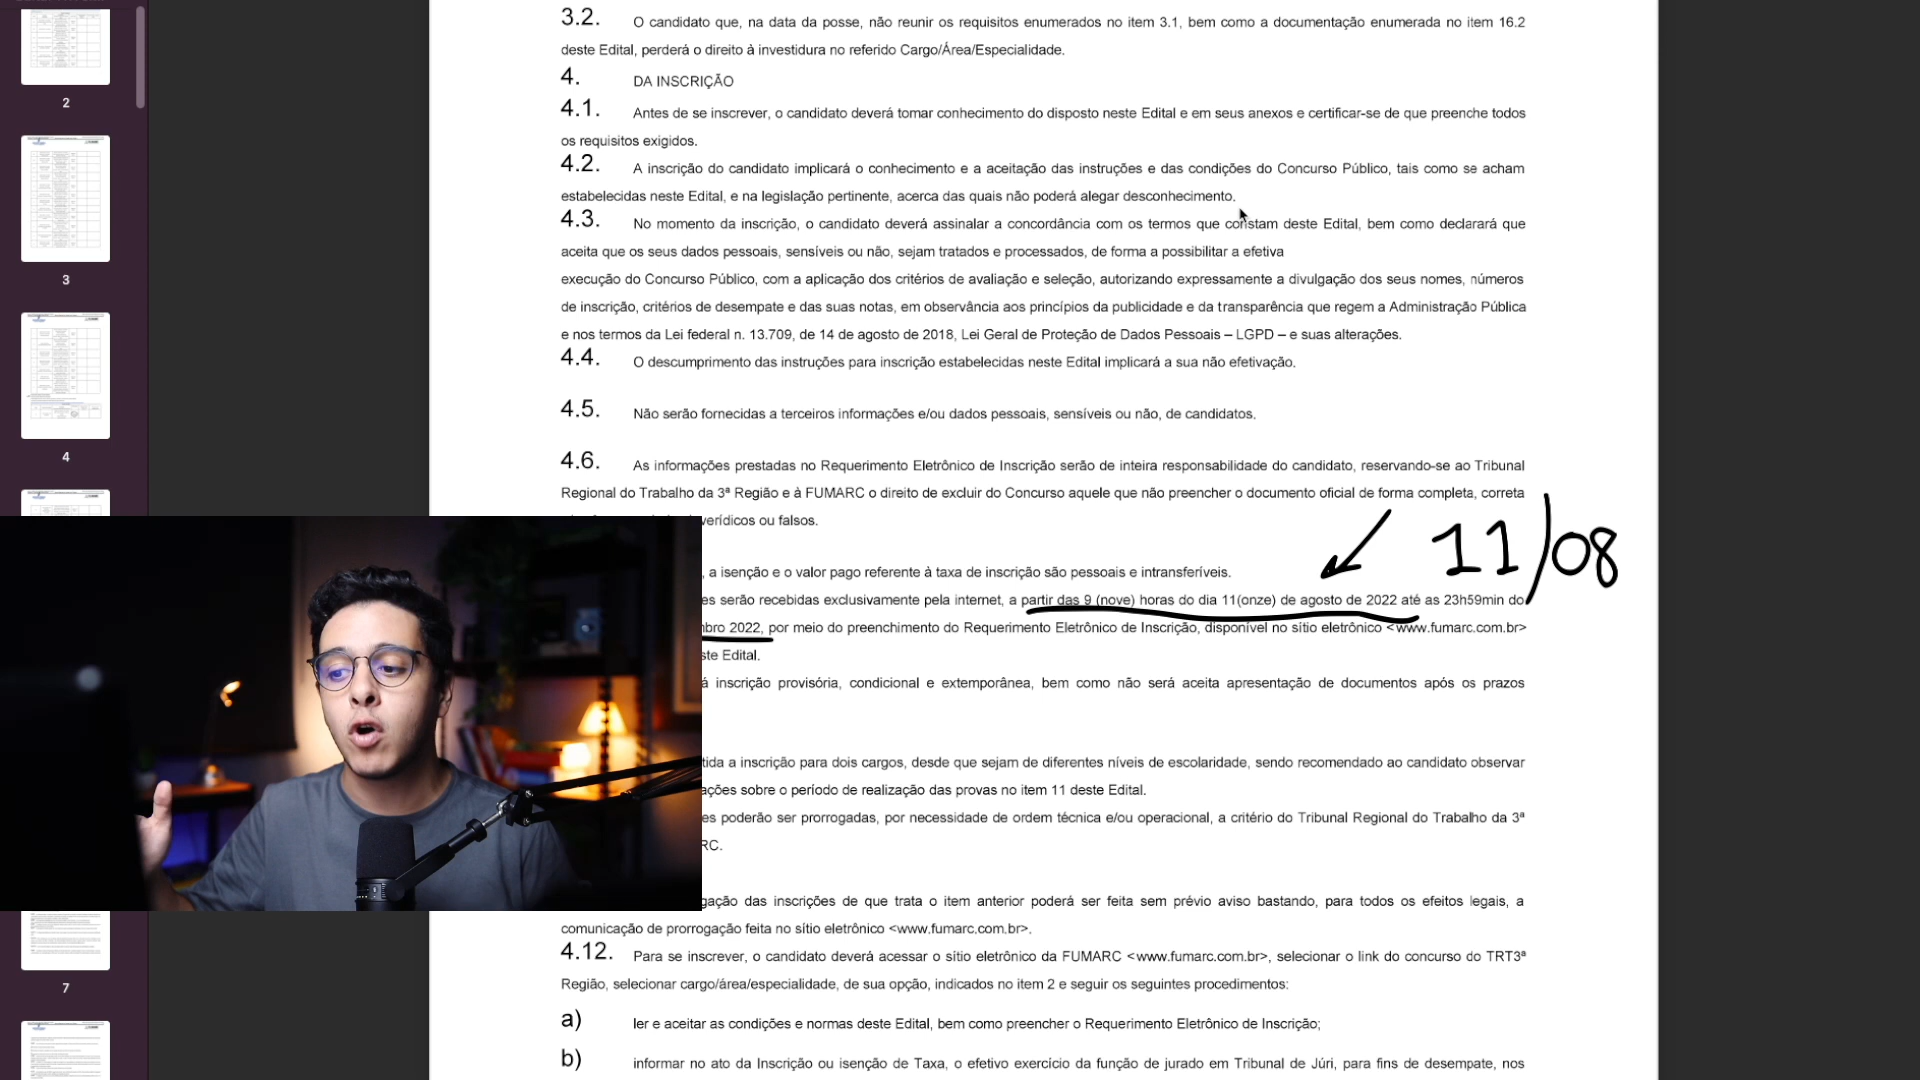 3.2. O candidato que, na data da posse, não reunir os requisitos enumerados no item 3.1, bem como a documentação enumerada no item 16.2
deste Edital, perderá o direito à investidura no referido Cargo/Área/Especialidade.
4. DA INSCRIÇÃO
4.1. Antes de se inscrever, o candidato deverá tomar conhecimento do disposto neste Edital e em seus anexos e certificar-se de que preenche todos
os requisitos exigidos.
4.2. A inscrição do candidato implicará o conhecimento e a aceitação das instruções e das condições do Concurso Público, tais como se acham
estabelecidas neste Edital, e na legislação pertinente, acerca das quais não poderá alegar desconhecimento.
4.3. No momento da inscrição, o candidato deverá assinalar a concordância com os termos que constam deste Edital, bem como declarará que
aceita que os seus dados pessoais, sensíveis ou não, sejam tratados e processados, de forma a possibilitar a efetiva
execução do Concurso Público, com a aplicação dos critérios de avaliação e seleção, autorizando expressamente a divulgação dos seus nomes, números
de inscrição, critérios de desempate e das suas notas, em observância aos princípios da publicidade e da transparência que regem a Administração Pública
e nos termos da Lei federal n. 13.709, de 14 de agosto de 2018, Lei Geral de Proteção de Dados Pessoais – LGPD – e suas alterações.
4.4. O descumprimento das instruções para inscrição estabelecidas neste Edital implicará a sua não efetivação.
4.5. Não serão fornecidas a terceiros informações e/ou dados pessoais, sensíveis ou não, de candidatos.
4.6. As informações prestadas no Requerimento Eletrônico de Inscrição serão de inteira responsabilidade do candidato, reservando-se ao Tribunal
Regional do Trabalho da 3ª Região e à FUMARC o direito de excluir do Concurso aquele que não preencher o documento oficial de forma completa, correta
verídicos ou falsos.
11/08
, a isenção e o valor pago referente à taxa de inscrição são pessoais e intransferíveis.
es serão recebidas exclusivamente pela internet, a partir das 9 (nove) horas do dia 11(onze) de agosto de 2022 até as 23h59min do
mbro 2022, por meio do preenchimento do Requerimento Eletrônico de Inscrição, disponível no sítio eletrônico <www.fumarc.com.br>
ste Edital.
á inscrição provisória, condicional e extemporânea, bem como não será aceita apresentação de documentos após os prazos
tida a inscrição para dois cargos, desde que sejam de diferentes níveis de escolaridade, sendo recomendado ao candidato observar
ações sobre o período de realização das provas no item 11 deste Edital.
es poderão ser prorrogadas, por necessidade de ordem técnica e/ou operacional, a critério do Tribunal Regional do Trabalho da 3ª
RC.
gação das inscrições de que trata o item anterior poderá ser feita sem prévio aviso bastando, para todos os efeitos legais, a
comunicação de prorrogação feita no sítio eletrônico <www.fumarc.com.br>.
4.12. Para se inscrever, o candidato deverá acessar o sítio eletrônico da FUMARC <www.fumarc.com.br>, selecionar o link do concurso do TRT3ª
Região, selecionar cargo/área/especialidade, de sua opção, indicados no item 2 e seguir os seguintes procedimentos:
a) ler e aceitar as condições e normas deste Edital, bem como preencher o Requerimento Eletrônico de Inscrição;
b) informar no ato da Inscrição ou isenção de Taxa, o efetivo exercício da função de jurado em Tribunal de Júri, para fins de desempate, nos
2
3
4
7